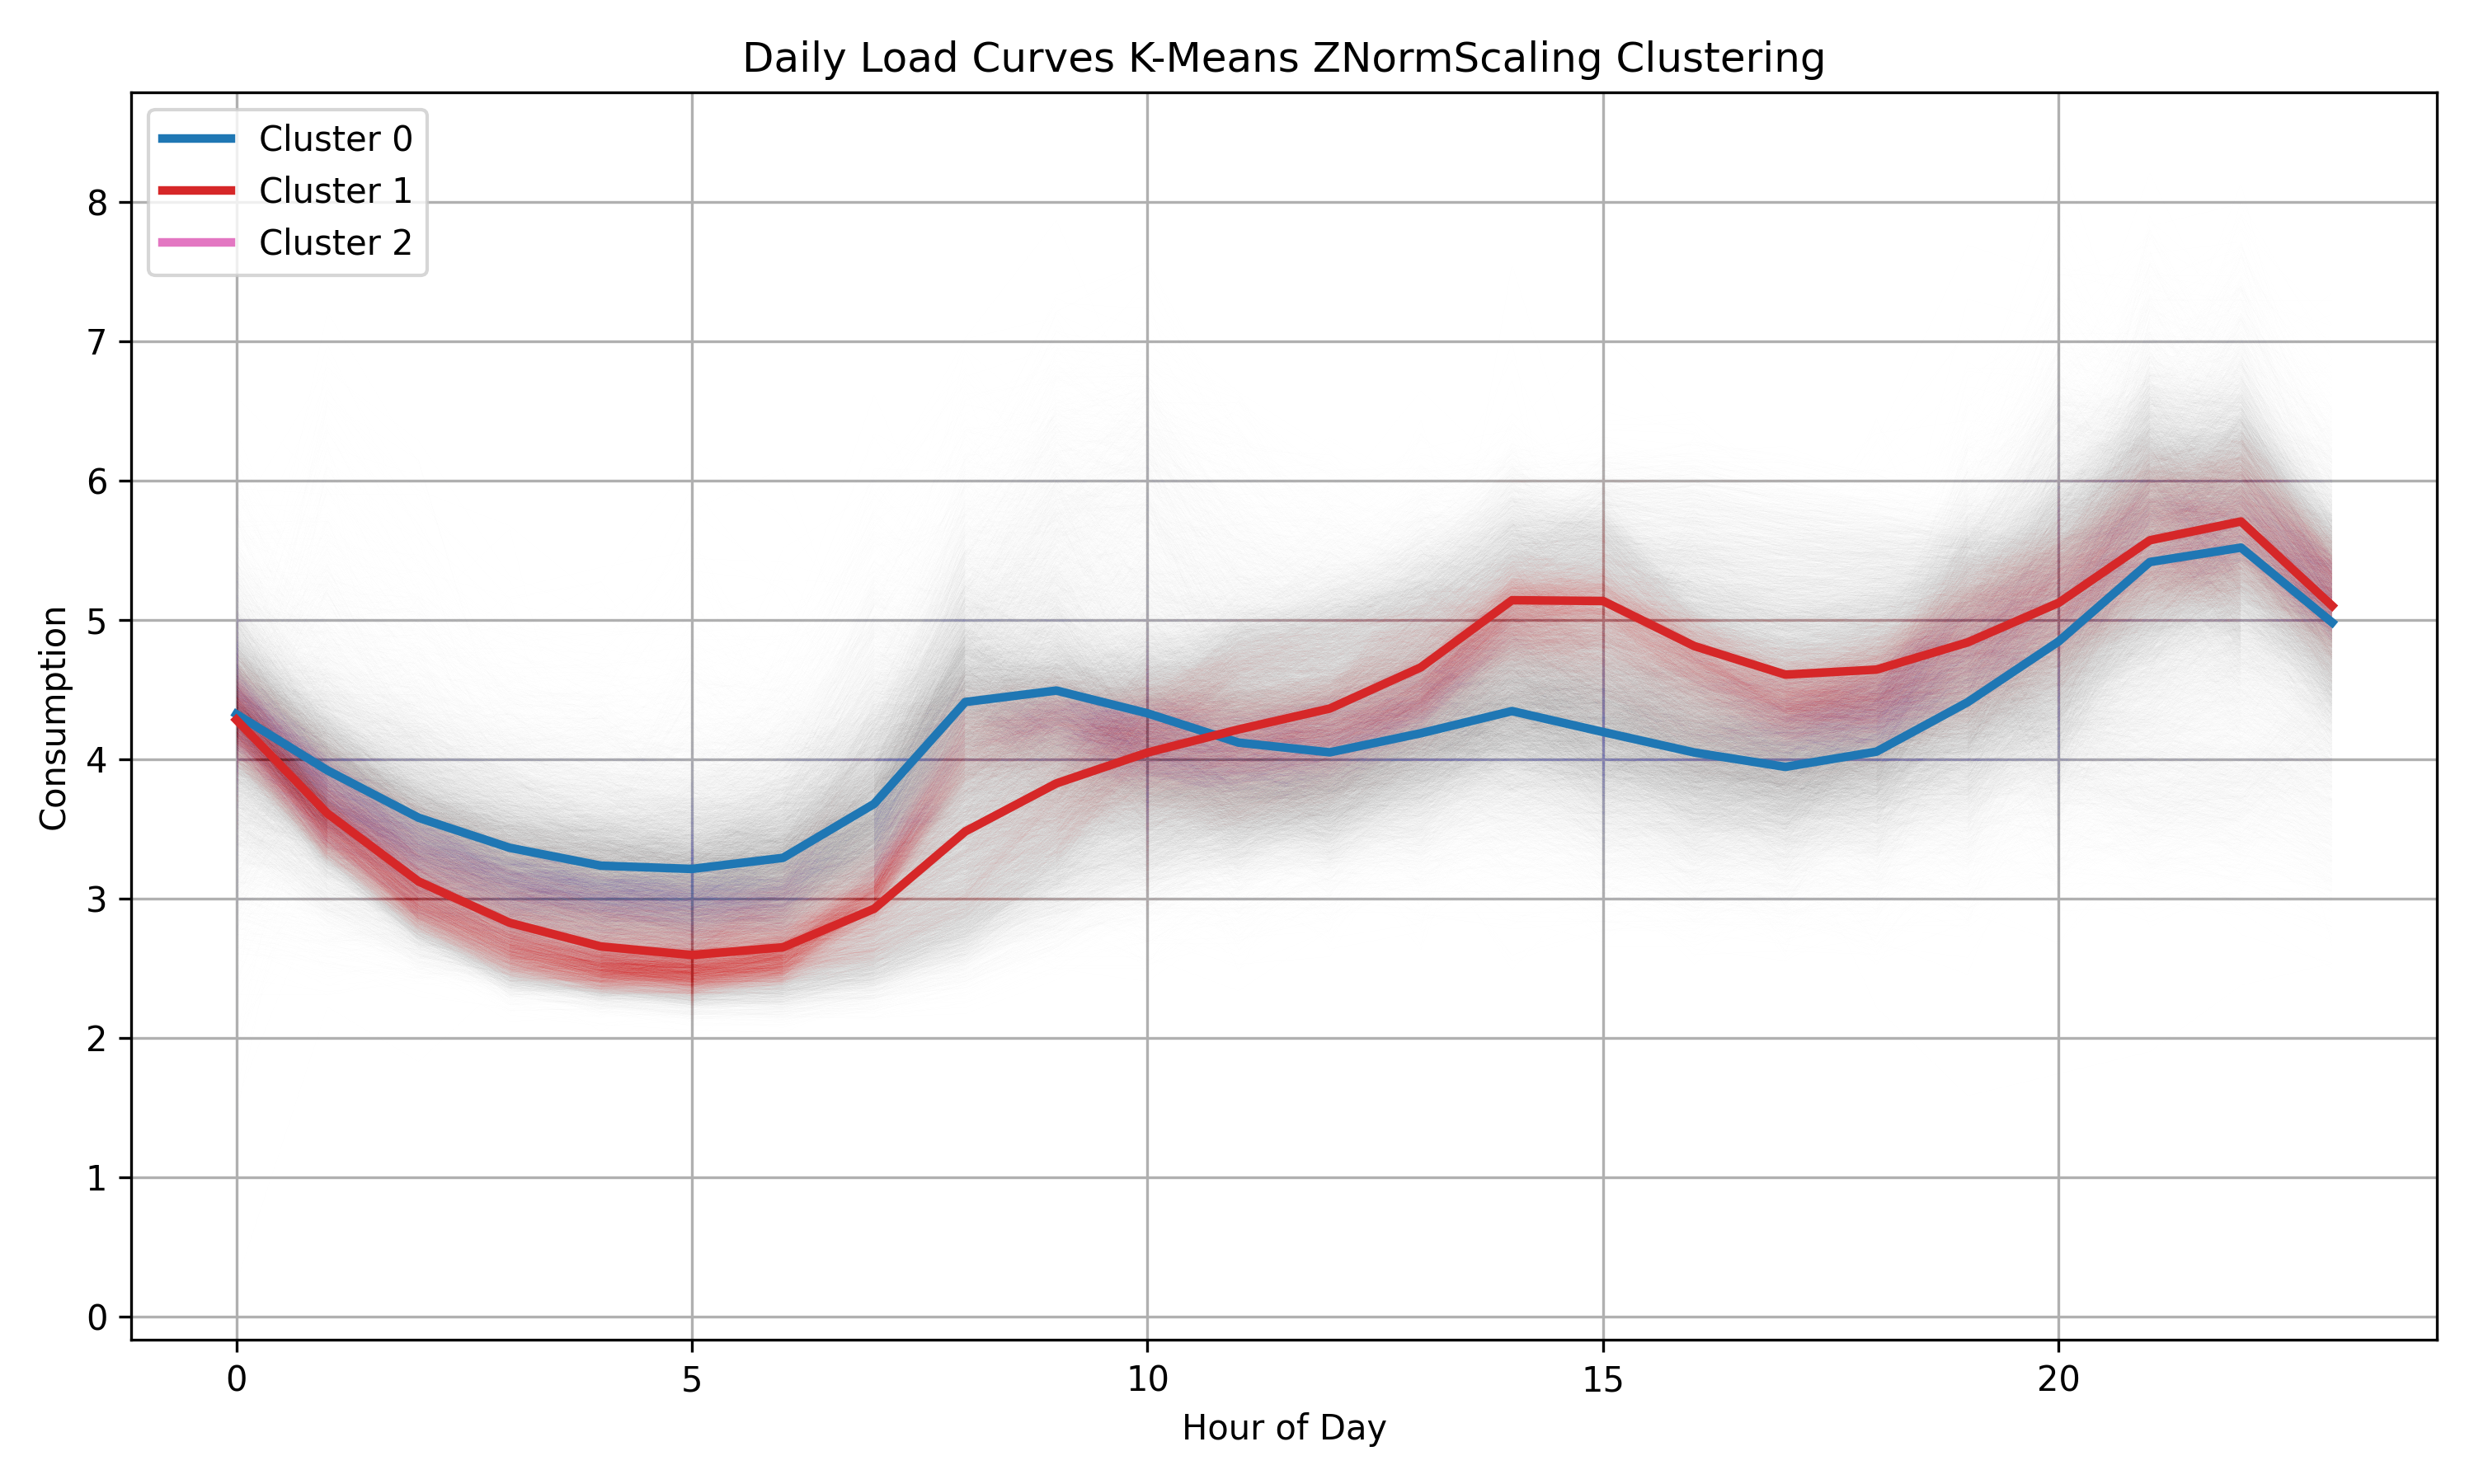 Daily Load Curves K-Means ZNormScaling Clustering
Cluster 0
Cluster 1
Cluster 2
8
7
6
5
4
3
2
1
0
Consumption
0 5 10 15 20
Hour of Day